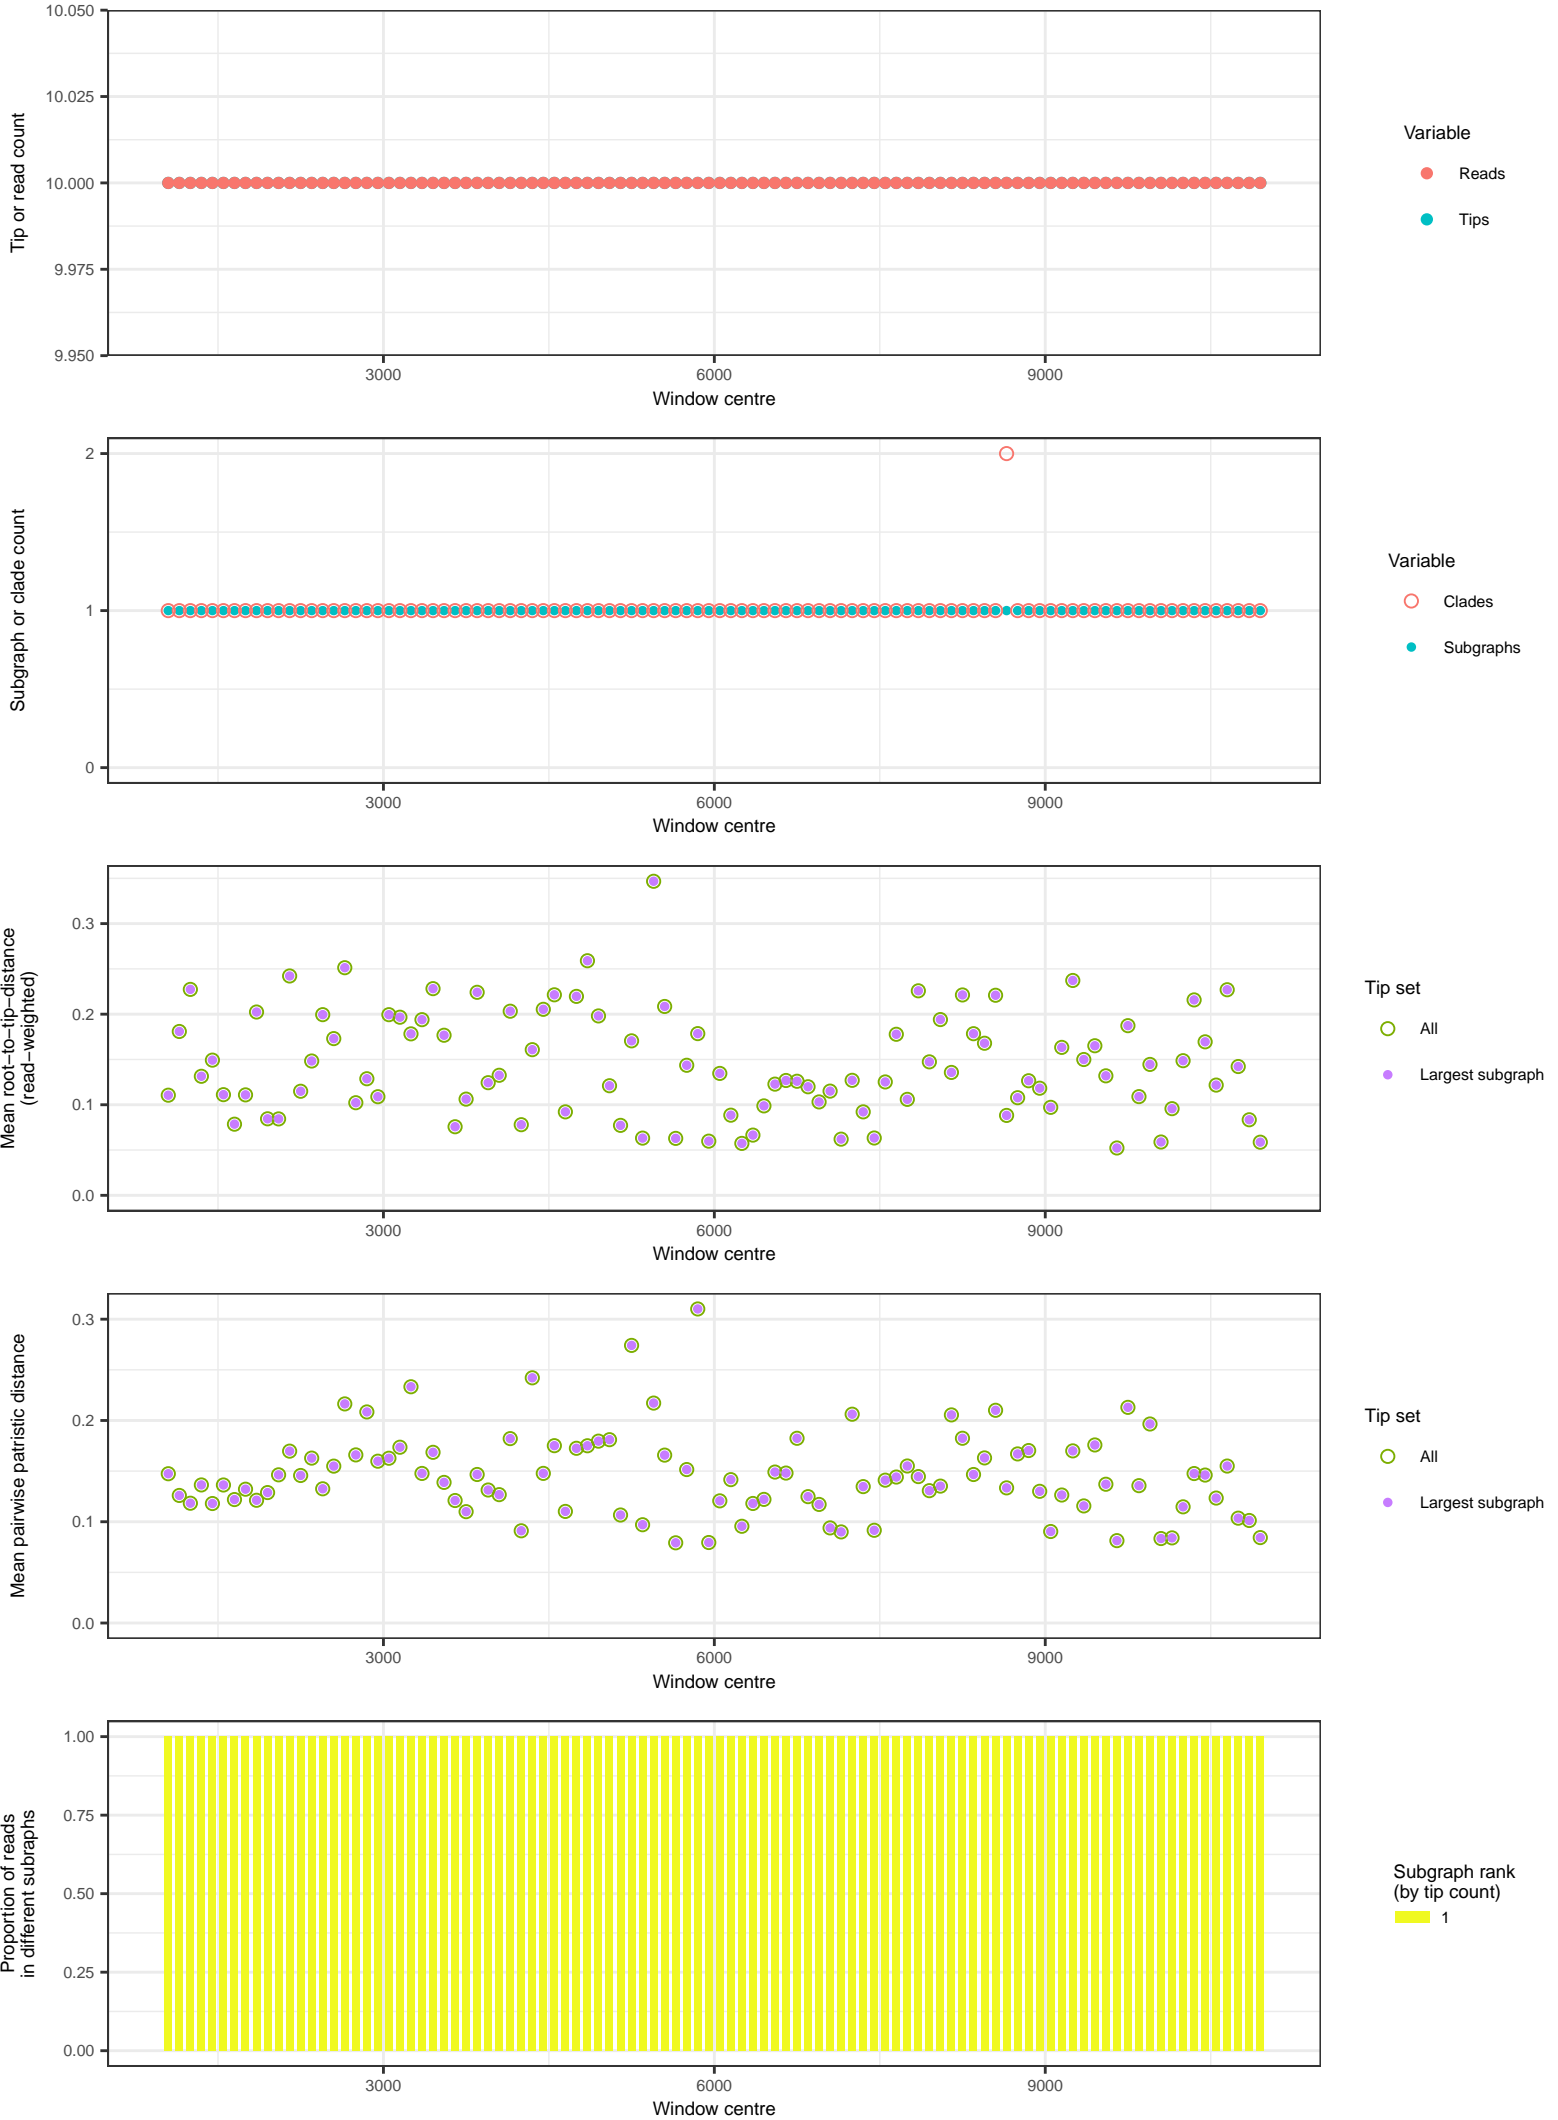 10.050
10.025
10.000
9.975
9.950
Tip or read count
3000 6000 9000
Window centre
Variable
Reads
Tips
2
1
0
Subgraph or clade count
3000 6000 9000
Window centre
Variable
Clades
Subgraphs
0.3
0.2
0.1
0.0
Mean root−to−tip−distance
(read−weighted)
3000 6000 9000
Window centre
Tip set
All
Largest subgraph
0.3
0.2
0.1
0.0
Mean pairwise patristic distance
3000 6000 9000
Window centre
Tip set
All
Largest subgraph
1.00
0.75
0.50
0.25
0.00
Proportion of reads
in different subraphs
3000 6000 9000
Window centre
Subgraph rank
(by tip count)
1